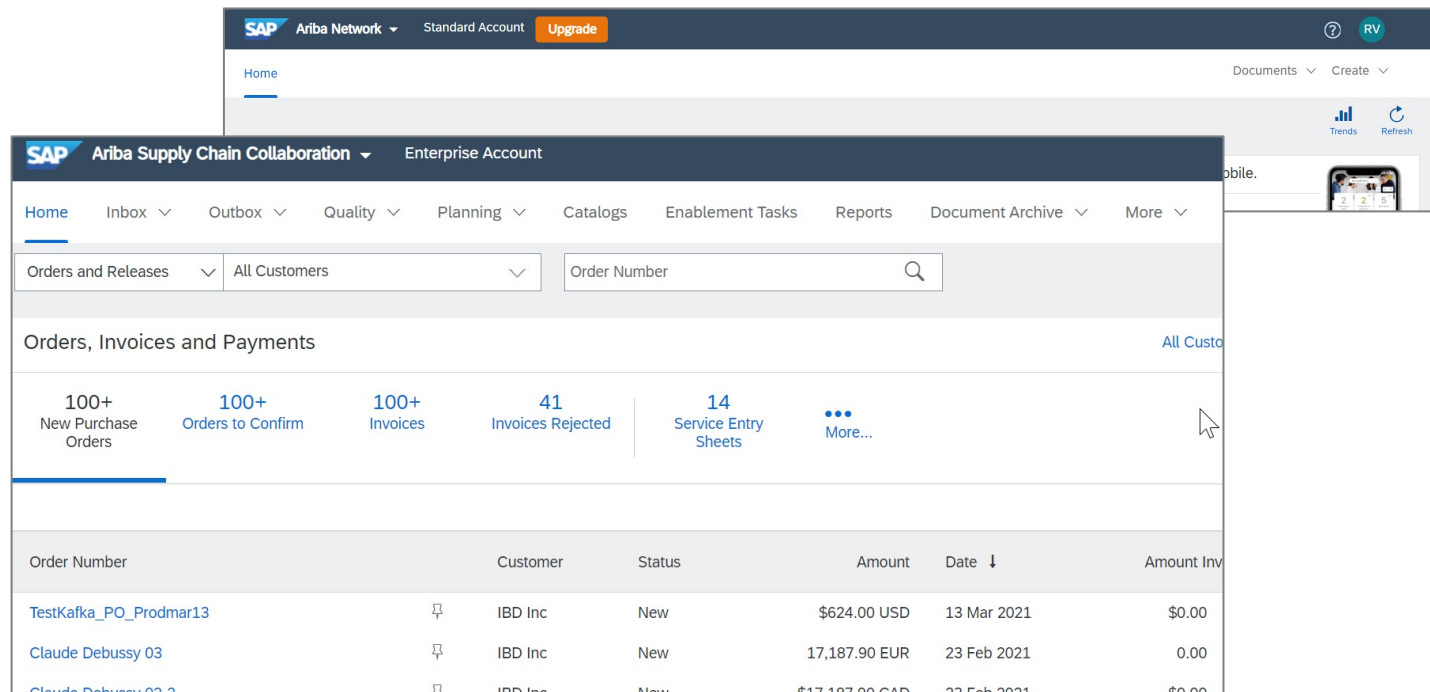 SAP Ariba Network Standard Account Upgrade ? RV
Home Documents Create
Trends Refresh
obile.
2 2 5
SAP Ariba Supply Chain Collaboration Enterprise Account
Home Inbox Outbox Quality Planning Catalogs Enablement Tasks Reports Document Archive More
Orders and Releases All Customers Order Number
Orders, Invoices and Payments All Custo
100+ 100+ 100+ 41 14
New Purchase Orders to Confirm Invoices Invoices Rejected Service Entry More...
Orders Sheets
Order Number Customer Status Amount Date ↓ Amount Inv
TestKafka_PO_Prodmar13 IBD Inc New $624.00 USD 13 Mar 2021 $0.00
Claude Debussy 03 IBD Inc New 17,187.90 EUR 23 Feb 2021 0.00